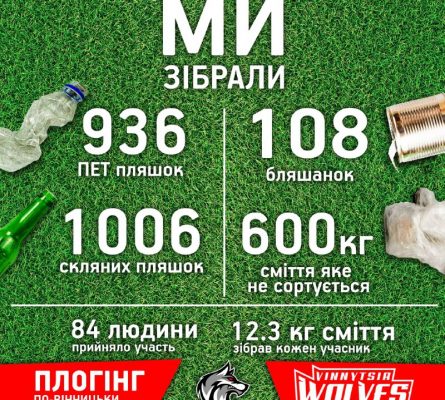 МИ
ЗІБРАЛИ
936
ПЕТ пляшок
108
бляшанок
1006
скляних пляшок
600кг
сміття яке
не сортується
84 людини
прийняло участь
12.3 кг сміття
зібрав кожен учасник
ПЛОГІНГ
ПО-ВІННИЦЬКИ
VINNYTSIA
WOLVES